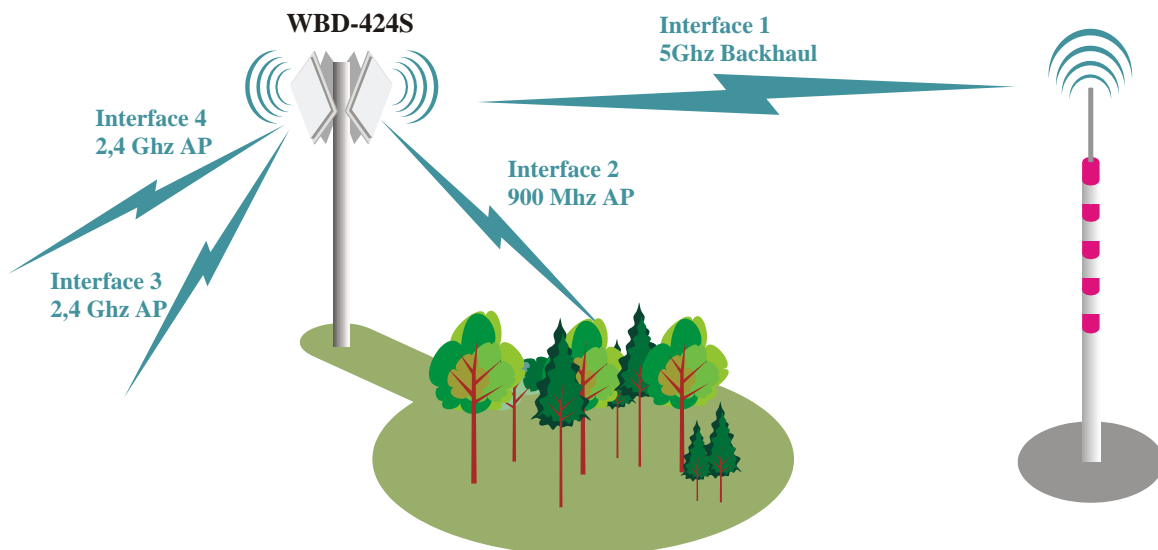 WBD-424S
Interface 1
5Ghz Backhaul
Interface 4
2,4 Ghz AP
Interface 2
900 Mhz AP
Interface 3
2,4 Ghz AP